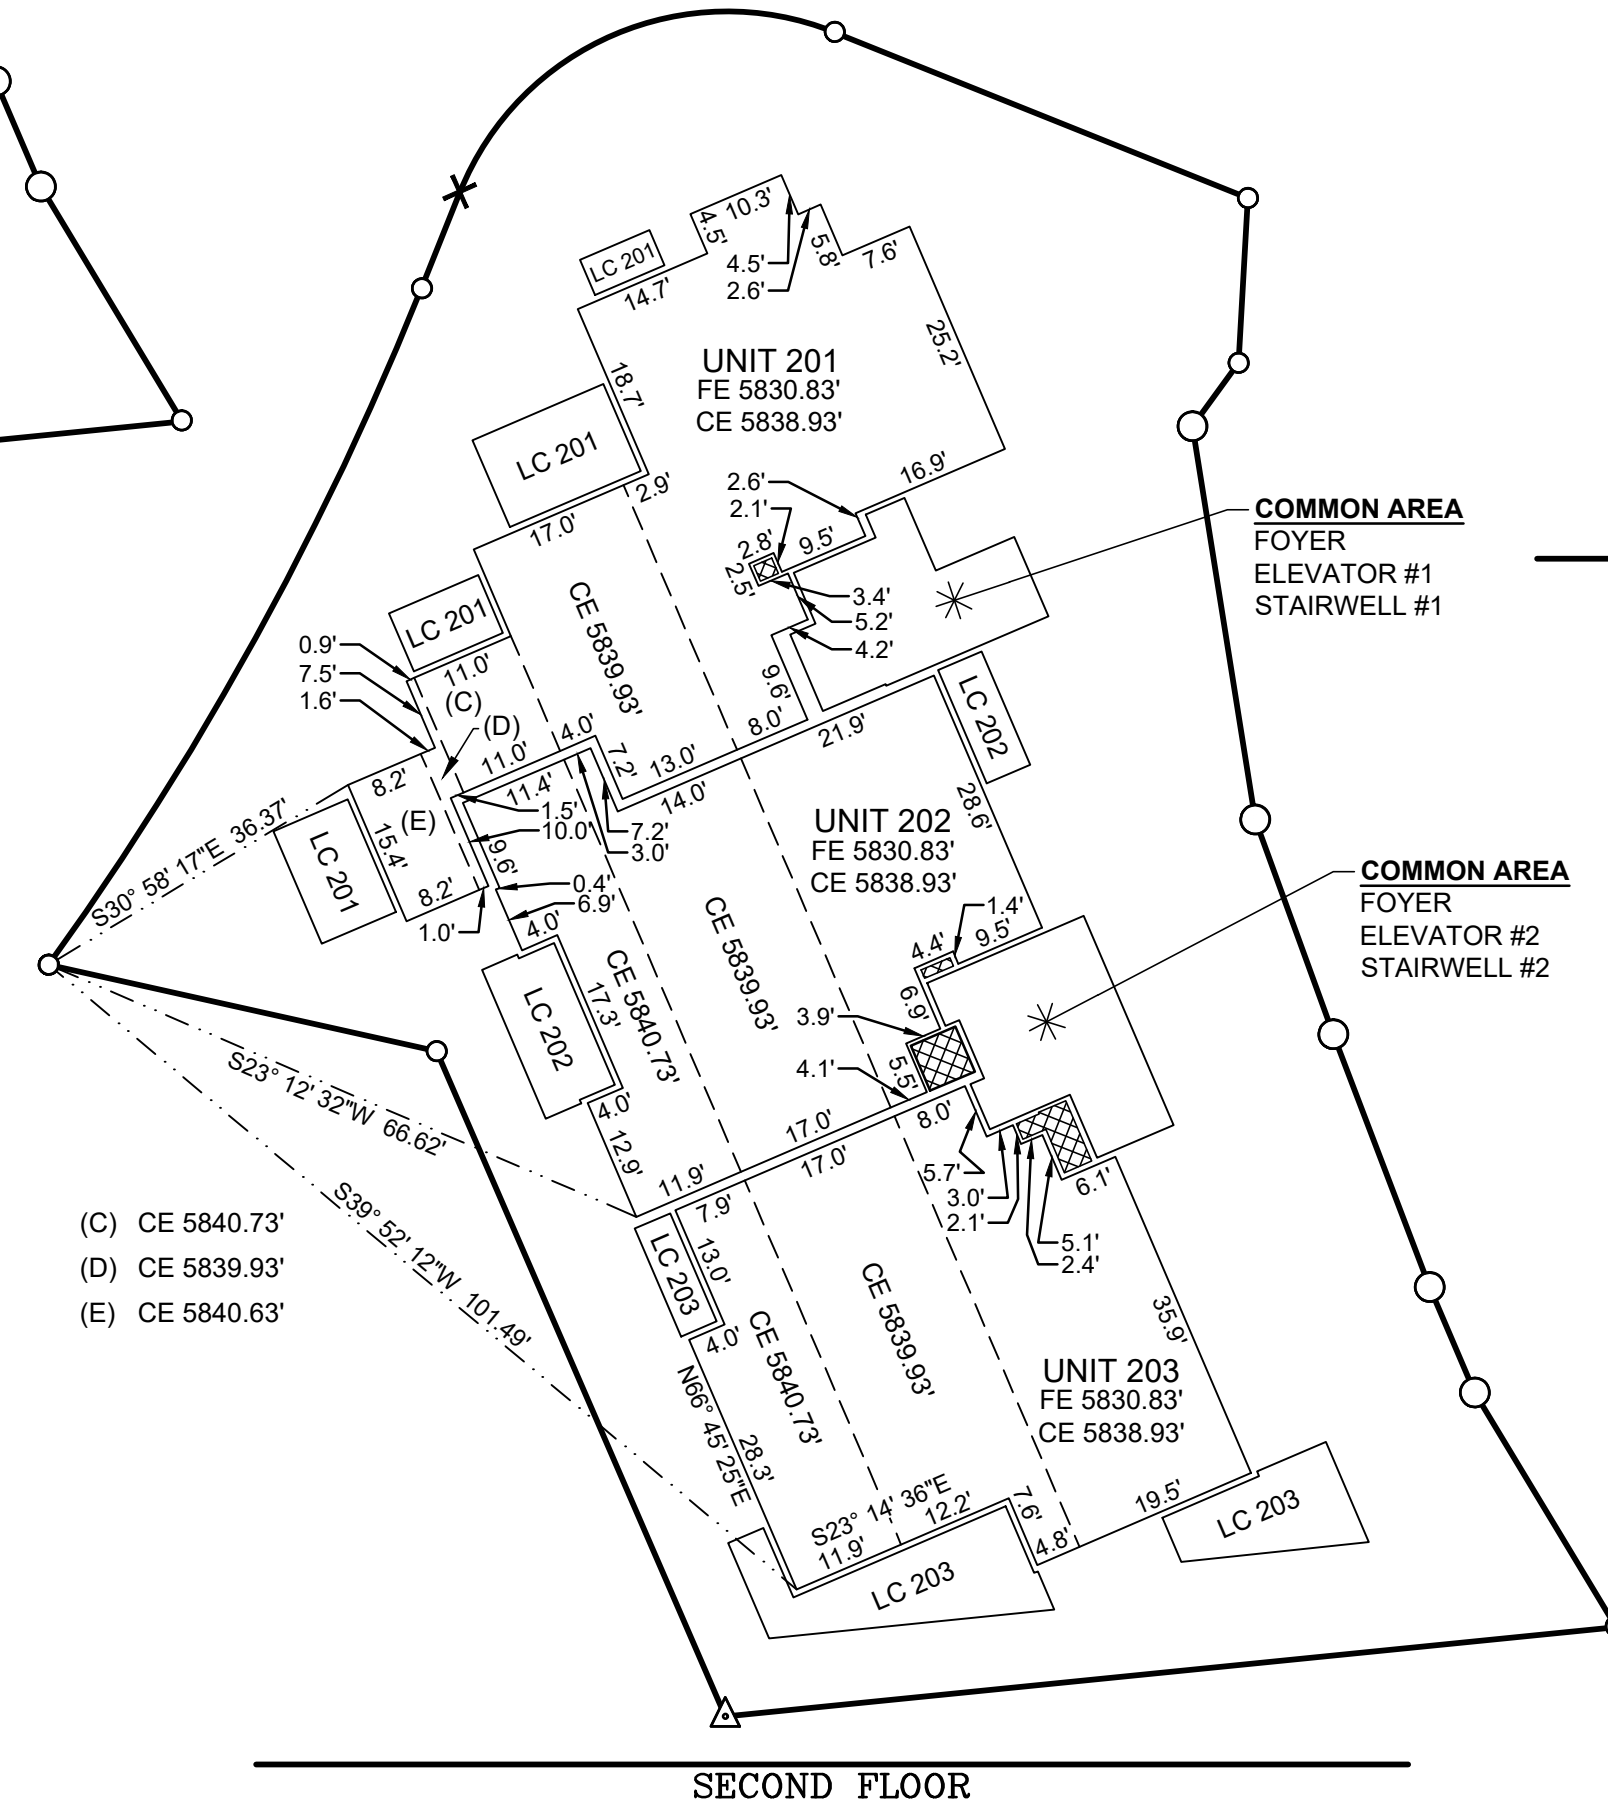 10.3'
4.5'
LC 201
14.7'
4.5'
2.6'
5.8'
7.6'
25.2'
UNIT 201
FE 5830.83'
CE 5838.93'
18.7'
LC 201
2.9'
17.0'
16.9'
2.6'
2.1'
2.8'
9.5'
2.5'
3.4'
5.2'
4.2'
COMMON AREA
FOYER
ELEVATOR #1
STAIRWELL #1
CE 5839.93'
LC 201
0.9'
7.5'
1.6'
11.0'
(C)
(D)
9.6'
8.0'
4.0'
7.2'
13.0'
11.0'
21.9'
LC 202
8.2'
11.4'
14.0'
1.5'
10.0'
7.2'
3.0'
(E)
15.4'
LC 201
S30° 58' 17"E 36.37'
8.2'
1.0'
9.6'
0.4'
6.9'
4.0'
28.6'
UNIT 202
FE 5830.83'
CE 5838.93'
COMMON AREA
FOYER
ELEVATOR #2
STAIRWELL #2
1.4'
4.4'
9.5'
CE 5839.93'
CE 5840.73'
17.3'
LC 202
6.9'
3.9'
5.5'
4.1'
8.0'
S23° 12' 32"W 66.62'
4.0'
12.9'
17.0'
17.0'
11.9'
7.9'
5.7'
3.0'
2.1'
6.1'
5.1'
2.4'
S39° 52' 12"W 101.49'
(C) CE 5840.73'
(D) CE 5839.93'
(E) CE 5840.63'
LC 203
13.0'
4.0'
CE 5840.73'
CE 5839.93'
35.9'
UNIT 203
FE 5830.83'
CE 5838.93'
N66° 45' 25"E
28.3'
S23° 14' 36"E
11.9'
12.2'
7.6'
4.8'
19.5'
LC 203
LC 203
SECOND FLOOR